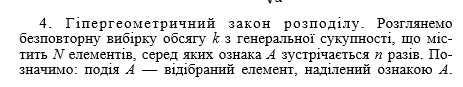 4. Гіпергеометричний закон розподілу. Розглянемо
безповторну вибірку обсягу k з генеральної сукупності, що міс-
тить N елементів, серед яких ознака A зустрічається n разів. По-
значимо: подія A — відібраний елемент, наділений ознакою A.